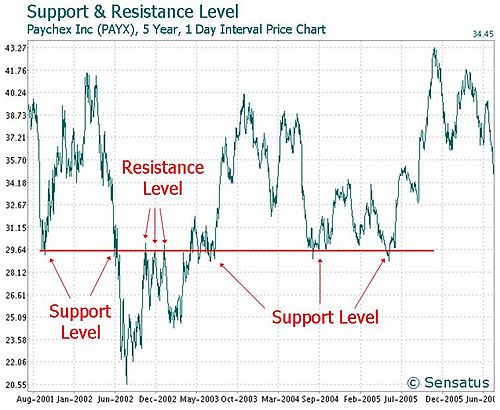 Support & Resistance Level
Paychex Inc (PAYX), 5 Year, 1 Day Interval Price Chart
34.45
43.27
41.76
40.24
38.73
37.21
35.70
34.18
32.67
31.15
29.64
28.12
26.61
25.09
23.58
22.06
20.55
Resistance
Level
Support
Level
Support Level
© Sensatus
Aug-2001 Jan-2002 Jun-2002 Dec-2002 May-2003 Oct-2003 Apr-2004 Sep-2004 Feb-2005 Jul-2005 Dec-2005 Jun-200